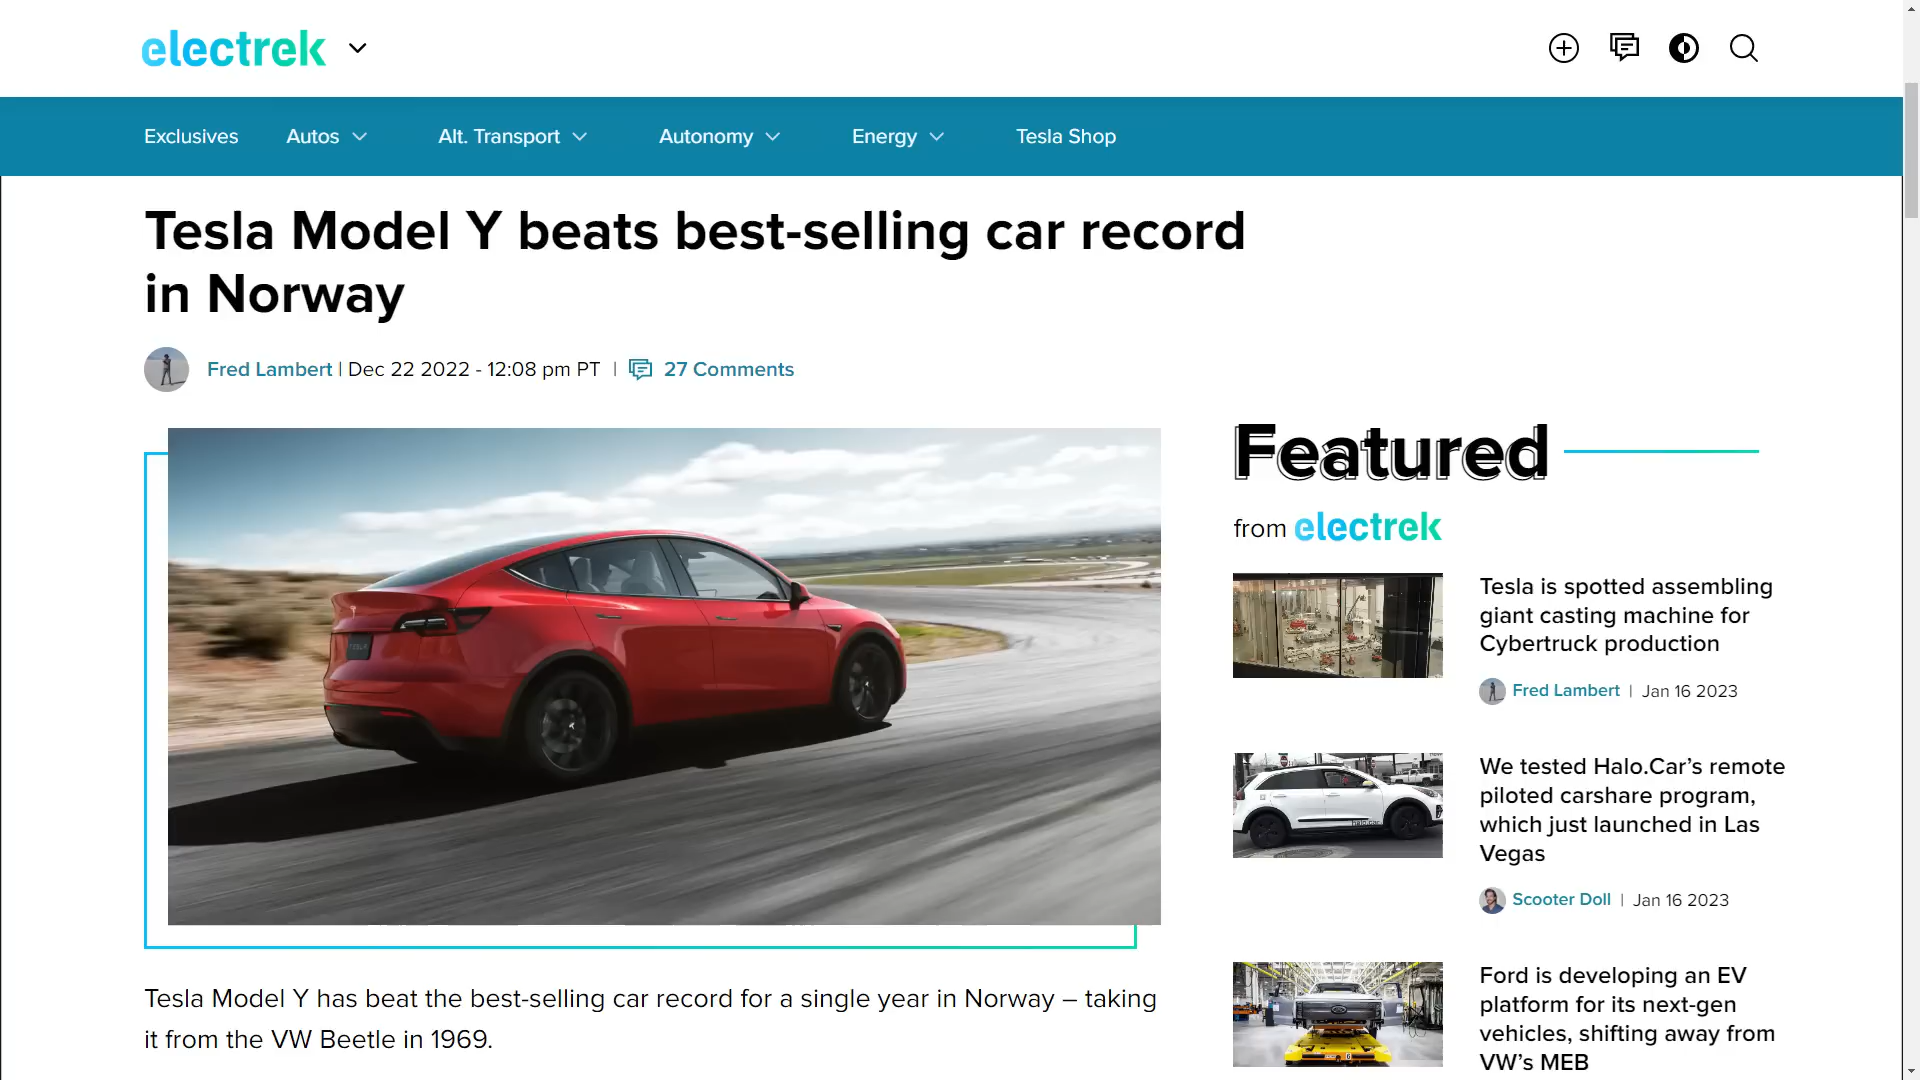 electrek
Exclusives Autos Alt. Transport Autonomy Energy Tesla Shop
Tesla Model Y beats best-selling car record
in Norway
Fred Lambert | Dec 22 2022 - 12:08 pm PT | 27 Comments
TESLA
Tesla Model Y has beat the best-selling car record for a single year in Norway – taking
it from the VW Beetle in 1969.
Featured
from electrek
Tesla is spotted assembling
giant casting machine for
Cybertruck production
Fred Lambert | Jan 16 2023
halo.car
We tested Halo.Car’s remote
piloted carshare program,
which just launched in Las
Vegas
Scooter Doll | Jan 16 2023
Ford is developing an EV
platform for its next-gen
vehicles, shifting away from
VW’s MEB